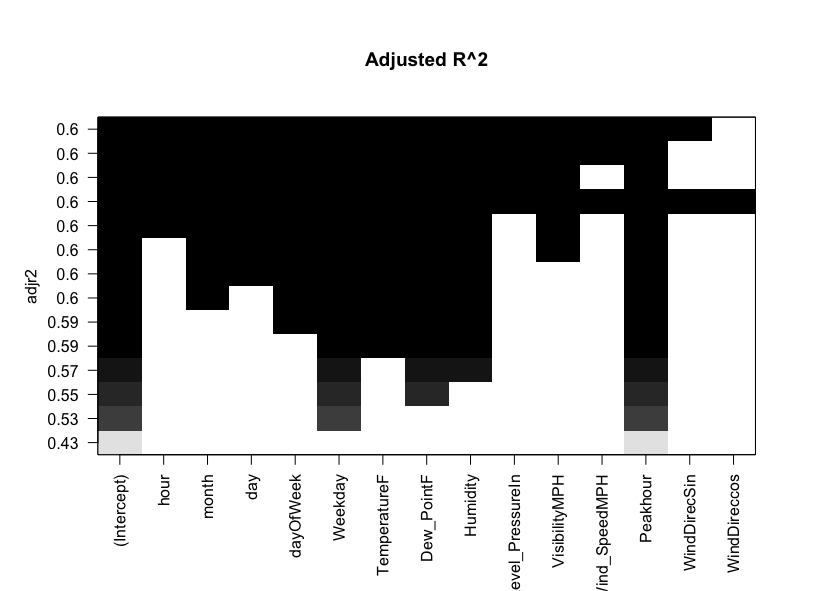 Adjusted R^2
adjr2
0.6
0.6
0.6
0.6
0.6
0.6
0.6
0.6
0.59
0.59
0.57
0.55
0.53
0.43
(Intercept)
hour
month
day
dayOfWeek
Weekday
TemperatureF
Dew_PointF
Humidity
evel_PressureIn
VisibilityMPH
/ind_SpeedMPH
Peakhour
WindDirecSin
WindDireccos